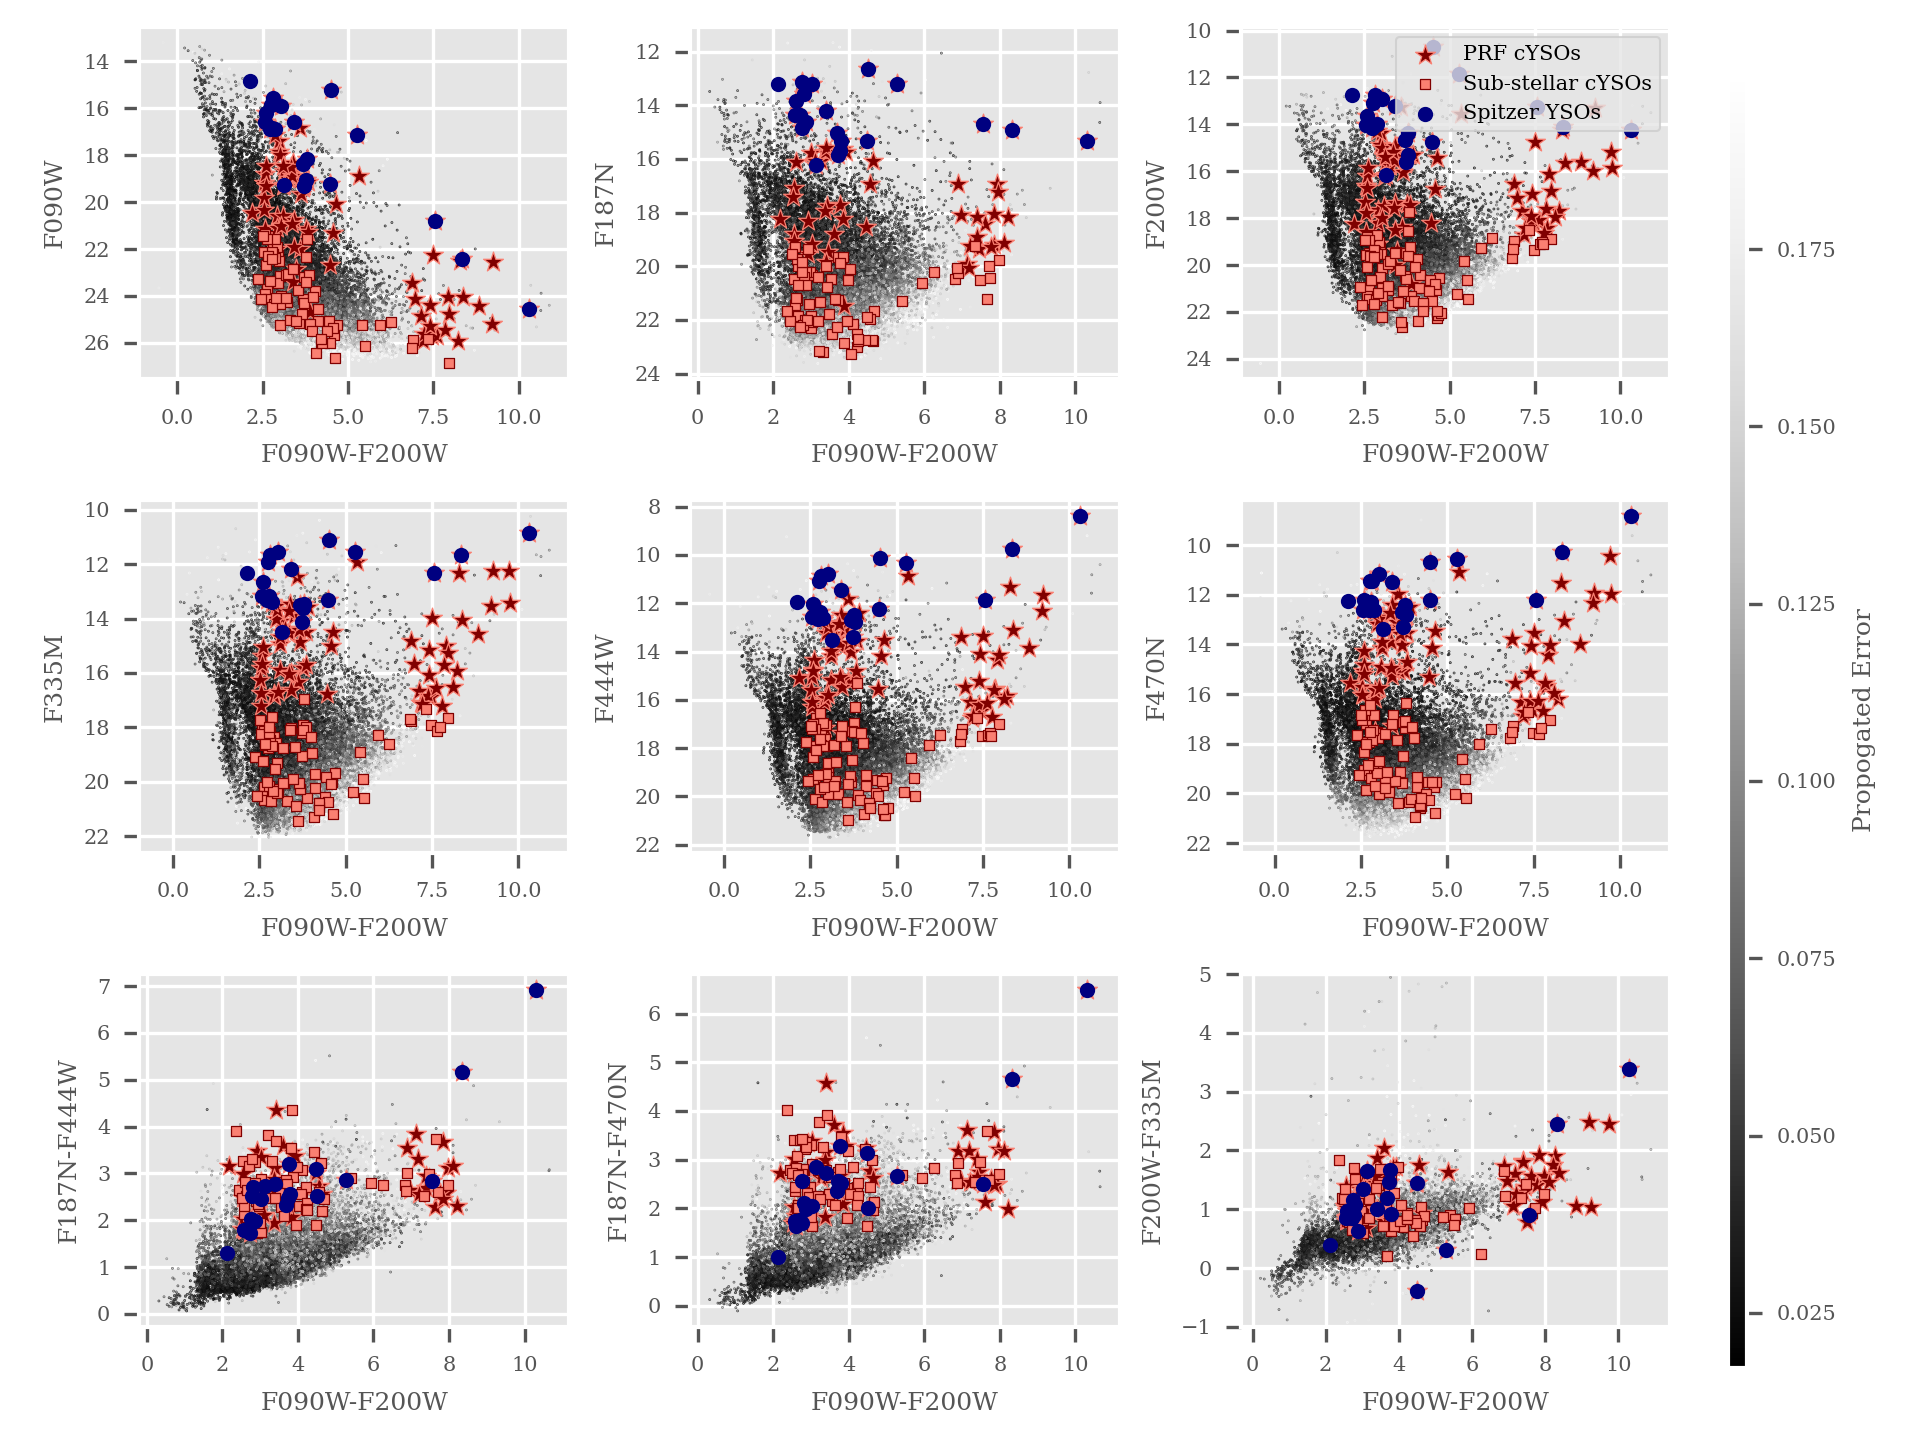 PRF cYSOs
Sub-stellar cYSOs
Spitzer YSOs
14
16
18
20
22
24
26
F090W
0.0 2.5 5.0 7.5 10.0
F090W-F200W
12
14
16
18
20
22
24
F187N
0 2 4 6 8 10
F090W-F200W
10
12
14
16
18
20
22
24
F200W
0.0 2.5 5.0 7.5 10.0
F090W-F200W
10
12
14
16
18
20
22
F335M
0.0 2.5 5.0 7.5 10.0
F090W-F200W
8
10
12
14
16
18
20
22
F444W
0.0 2.5 5.0 7.5 10.0
F090W-F200W
10
12
14
16
18
20
22
F470N
0.0 2.5 5.0 7.5 10.0
F090W-F200W
7
6
5
4
3
2
1
0
F187N-F444W
0 2 4 6 8 10
F090W-F200W
6
5
4
3
2
1
0
F187N-F470N
0 2 4 6 8 10
F090W-F200W
5
4
3
2
1
0
−1
F200W-F335M
0 2 4 6 8 10
F090W-F200W
0.175
0.150
0.125
0.100
0.075
0.050
0.025
Propogated Error